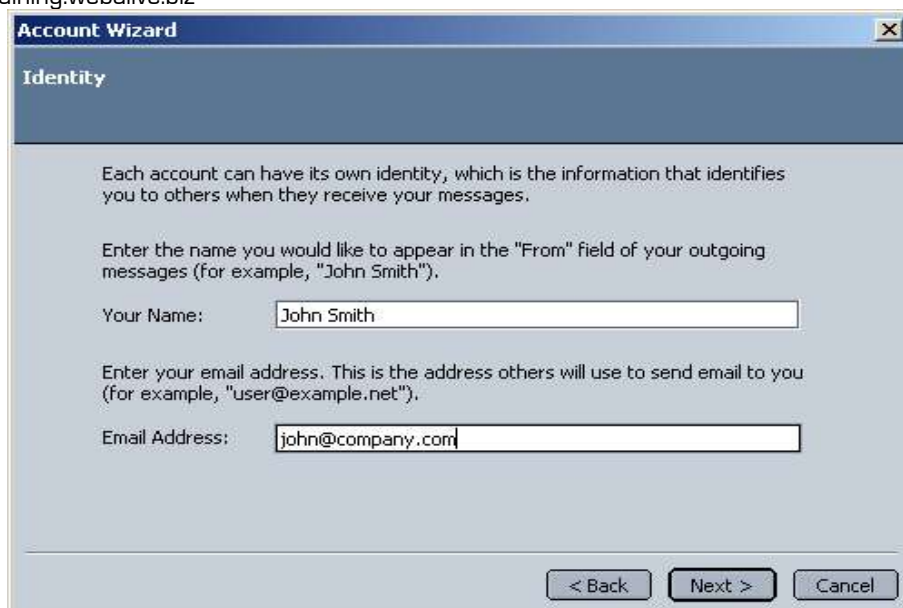 Account Wizard
Identity
Each account can have its own identity, which is the information that identifies
you to others when they receive your messages.
Enter the name you would like to appear in the "From" field of your outgoing
messages (for example, "John Smith").
Your Name: John Smith
Enter your email address. This is the address others will use to send email to you
(for example, "user@example.net").
Email Address: john@company.com
< Back Next > Cancel